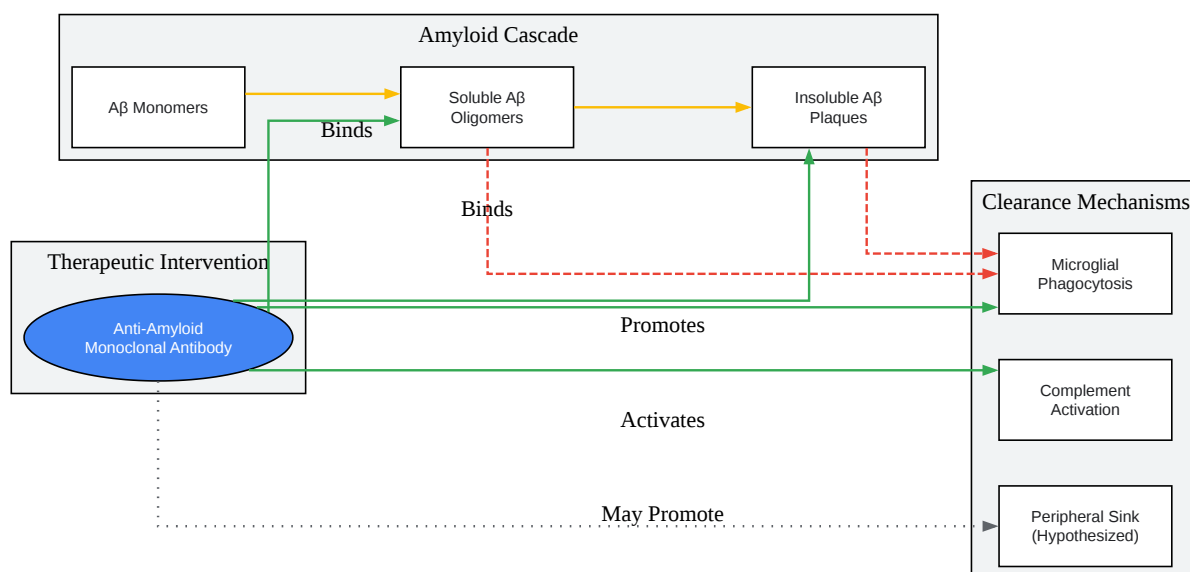 Amyloid Cascade
Aβ Monomers
Soluble Aβ
Oligomers
Insoluble Aβ
Plaques
Binds
Binds
Clearance Mechanisms
Therapeutic Intervention
Microglial
Phagocytosis
Anti-Amyloid
Monoclonal Antibody
Promotes
Complement
Activation
Activates
May Promote
Peripheral Sink
(Hypothesized)